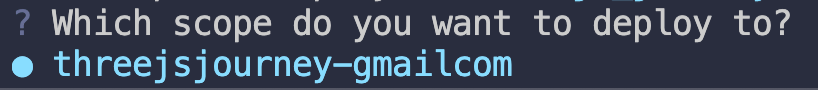 ? Which scope do you want to deploy to?
● threejsjourney-gmailcom